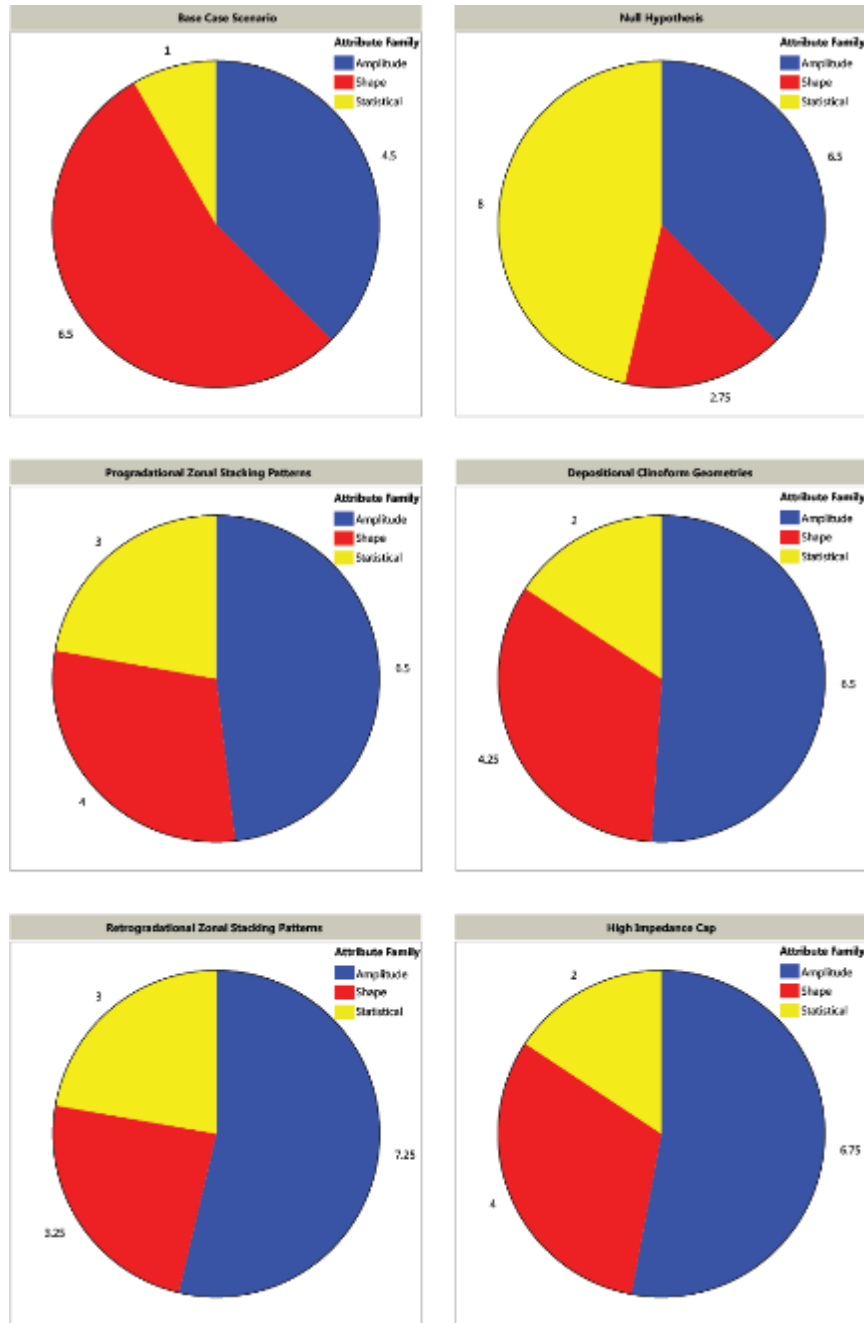 Base Case Scenario
Attribute Family
Amplitude
Shape
Statistical
1
4.5
6.5
Null Hypothesis
Attribute Family
Amplitude
Shape
Statistical
6.5
8
2.75
Progradational Zonal Stacking Patterns
Attribute Family
Amplitude
Shape
Statistical
3
6.5
4
Depositional Clinoform Geometries
Attribute Family
Amplitude
Shape
Statistical
2
6.5
4.25
Retrogradational Zonal Stacking Patterns
Attribute Family
Amplitude
Shape
Statistical
3
7.25
3.25
High Impedance Cap
Attribute Family
Amplitude
Shape
Statistical
2
6.75
4